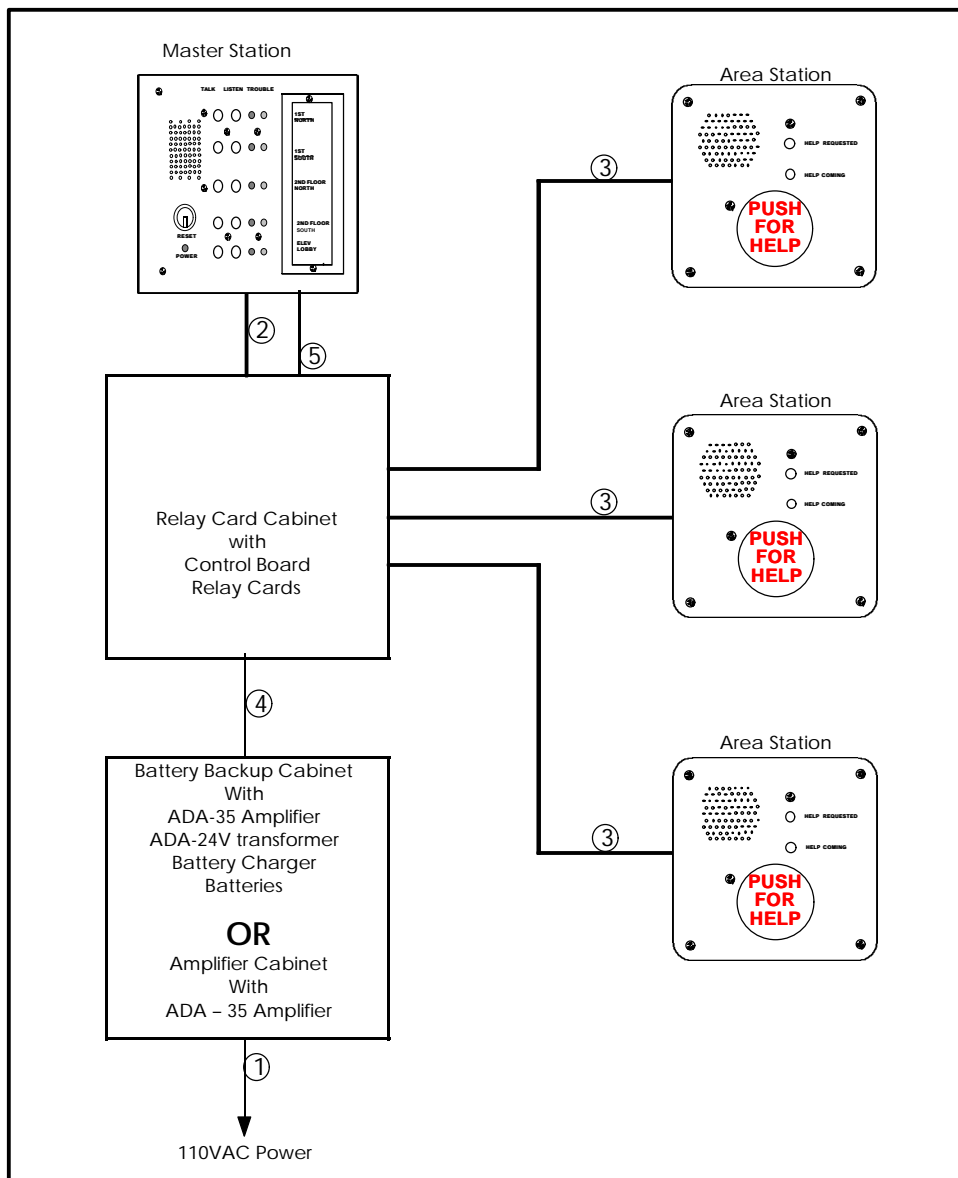 Master Station
TALK LISTEN TROUBLE
1ST
NORTH
1ST
SOUTH
2ND FLOOR
NORTH
2ND FLOOR
SOUTH
ELEV
LOBBY
RESET
POWER
Area Station
HELP REQUESTED
HELP COMING
PUSH
FOR
HELP
3
2
5
Relay Card Cabinet
with
Control Board
Relay Cards
Area Station
HELP REQUESTED
HELP COMING
PUSH
FOR
HELP
3
4
Battery Backup Cabinet
With
ADA-35 Amplifier
ADA-24V transformer
Battery Charger
Batteries
OR
Amplifier Cabinet
With
ADA – 35 Amplifier
Area Station
HELP REQUESTED
HELP COMING
PUSH
FOR
HELP
3
1
110VAC Power